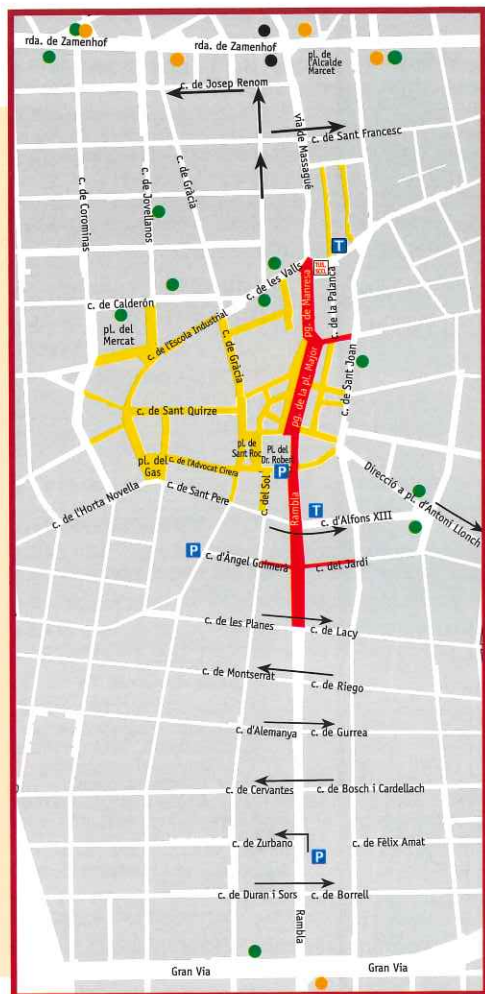 rda. de Zamenhof
rda. de Zamenhof
pl. de
l'Alcalde
Marcet
c. de Josep Renom
c. de Sant Francesc
via de Massagué
c. de Gràcia
c. de Jovellanos
c. de Coromines
T
c. de les Valls
pg. de Manresa
c. de la Palanca
c. de Calderón
pl. del
Mercat
c. de l'Escola Industrial
c. de Gràcia
pg. de la pl. Major
c. de Sant Joan
c. de Sant Quirze
pl. de
Sant Roc
Pl. del
Dr. Robert
pl. del
Gas
c. de l'Advocat Cirera
P
Direcció a pl. d'Antoni Llonch
c. de l'Horta Novella
c. de Sant Pere
c. del Sol
Rambla
T
c. d'Alfons XIII
P
c. d'Àngel Guimerà
c. del Jardí
c. de les Planes
c. de Lacy
c. de Montserrat
c. de Riego
c. d'Alemanya
c. de Gurrea
c. de Cervantes
c. de Bosch i Cardellach
c. de Zurbano
P
c. de Fèlix Amat
c. de Duran i Sors
c. de Borrell
Rambla
Gran Via
Gran Via